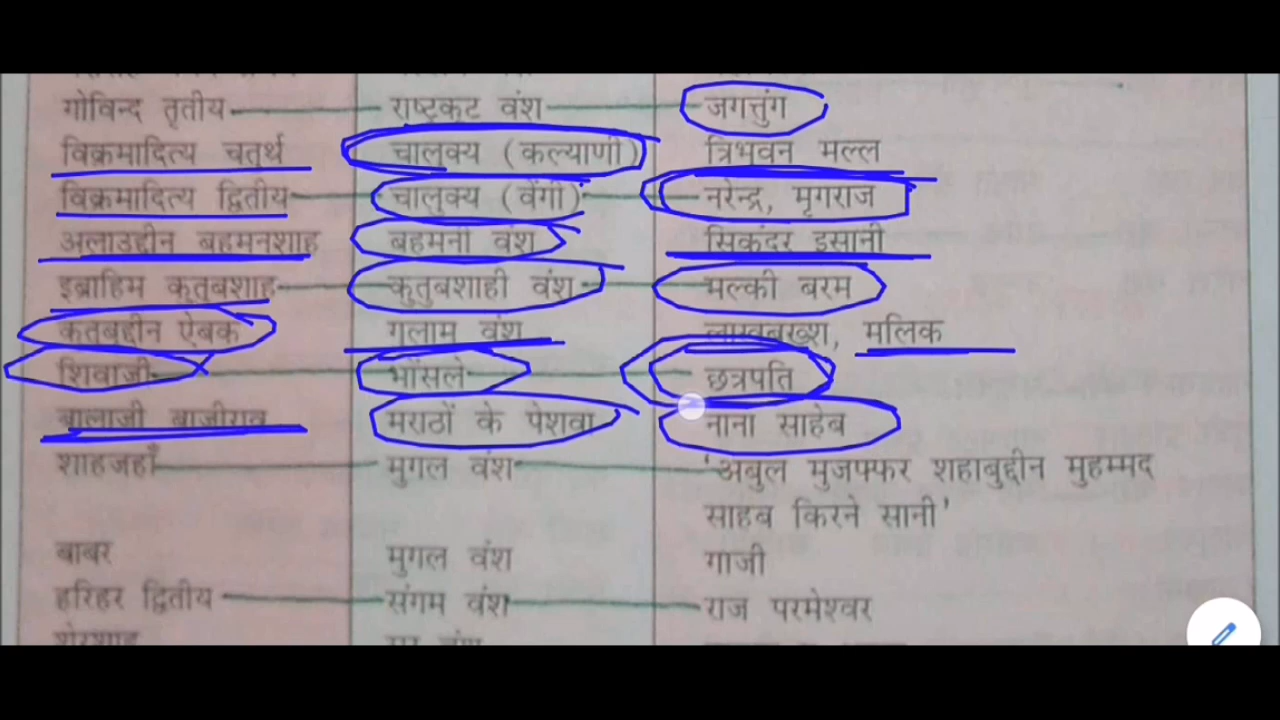 गोविन्द तृतीय राष्ट्रकूट वंश जगत्तुंग
विक्रमादित्य चतुर्थ चालुक्य (कल्याणी) त्रिभवन मल्ल
विक्रमादित्य द्वितीय चालुक्य (वेंगी) नरेन्द्र, मृगराज
अलाउद्दीन बहमनशाह बहमनी वंश सिकंदर इसानी
इब्राहिम कुतुबशाह कुतुबशाही वंश मल्की बरम
कुतुबद्दीन ऐबक गुलाम वंश लाखबख्श, मलिक
शिवाजी भोंसले छत्रपति
बालाजी बाजीराव मराठों के पेशवा नाना साहेब
शाहजहाँ मुगल वंश 'अबुल मुजफ्फर शहाबुद्दीन मुहम्मद
साहब किरने सानी'
बाबर मुगल वंश गाजी
हरिहर द्वितीय संगम वंश राज परमेश्वर